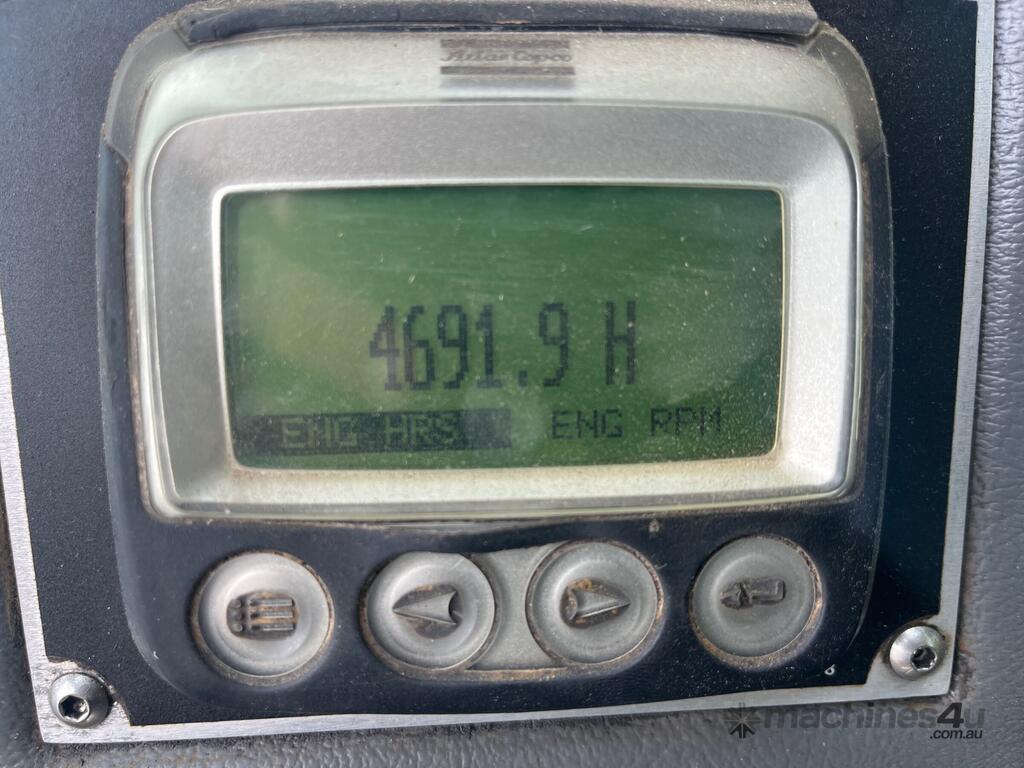 Atlas Copco
4691.9 H
ENG HRS ENG RPM
machines4u
.com.au